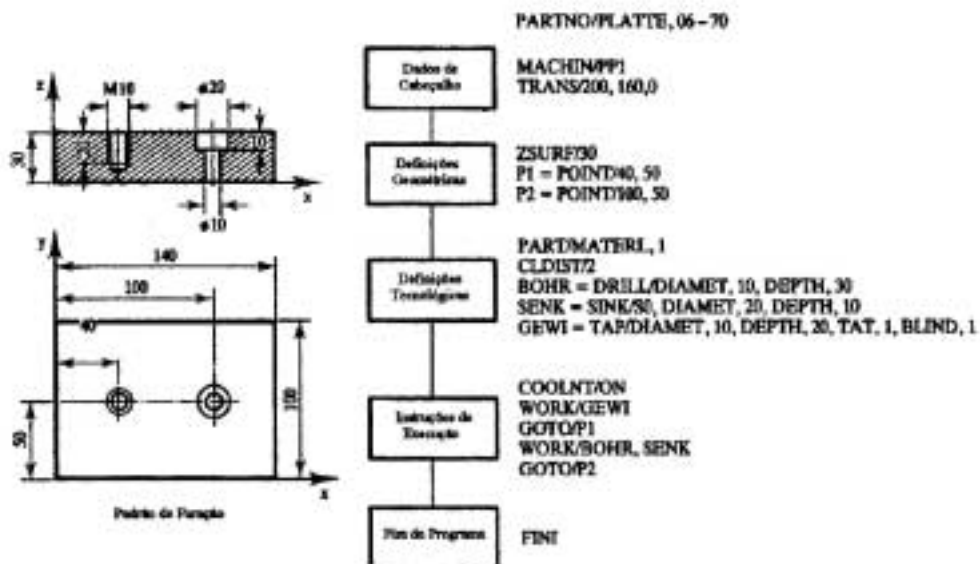 PARTNO/PLATTE, 06-70
Dados de
Cabeçalho
MACHIN/PP1
TRANS/200, 160,0
z
M10
ø20
10
30
x
ø10
Definições
Geométricas
ZSURF/30
P1 = POINT/40, 50
P2 = POINT/100, 50
y
140
100
40
100
50
x
Padrão de Furação
Definições
Tecnológicas
PART/MATERL, 1
CLDIST/2
BOHR = DRILL/DIAMET, 10, DEPTH, 30
SENK = SINK/S0, DIAMET, 20, DEPTH, 10
GEWI = TAP/DIAMET, 10, DEPTH, 20, TAT, 1, BLIND, 1
Instruções de
Execução
COOLNT/ON
WORK/GEWI
GOTO/P1
WORK/BOHR, SENK
GOTO/P2
Fim do Programa
FINI